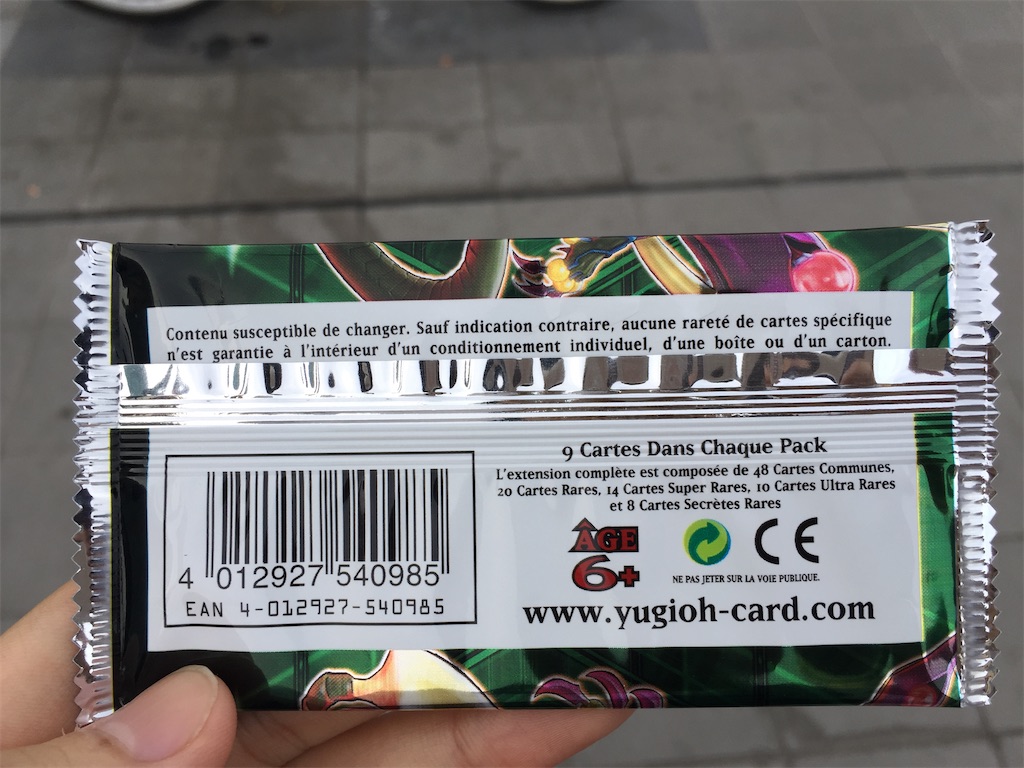 Contenu susceptible de changer. Sauf indication contraire, aucune rareté de cartes spécifique
n'est garantie à l'intérieur d'un conditionnement individuel, d'une boîte ou d'un carton.
9 Cartes Dans Chaque Pack
L'extension complète est composée de 48 Cartes Communes,
20 Cartes Rares, 14 Cartes Super Rares, 10 Cartes Ultra Rares
et 8 Cartes Secrètes Rares
ÂGE
6+
CE
NE PAS JETER SUR LA VOIE PUBLIQUE.
www.yugioh-card.com
4 012927 540985
EAN 4-012927-540985